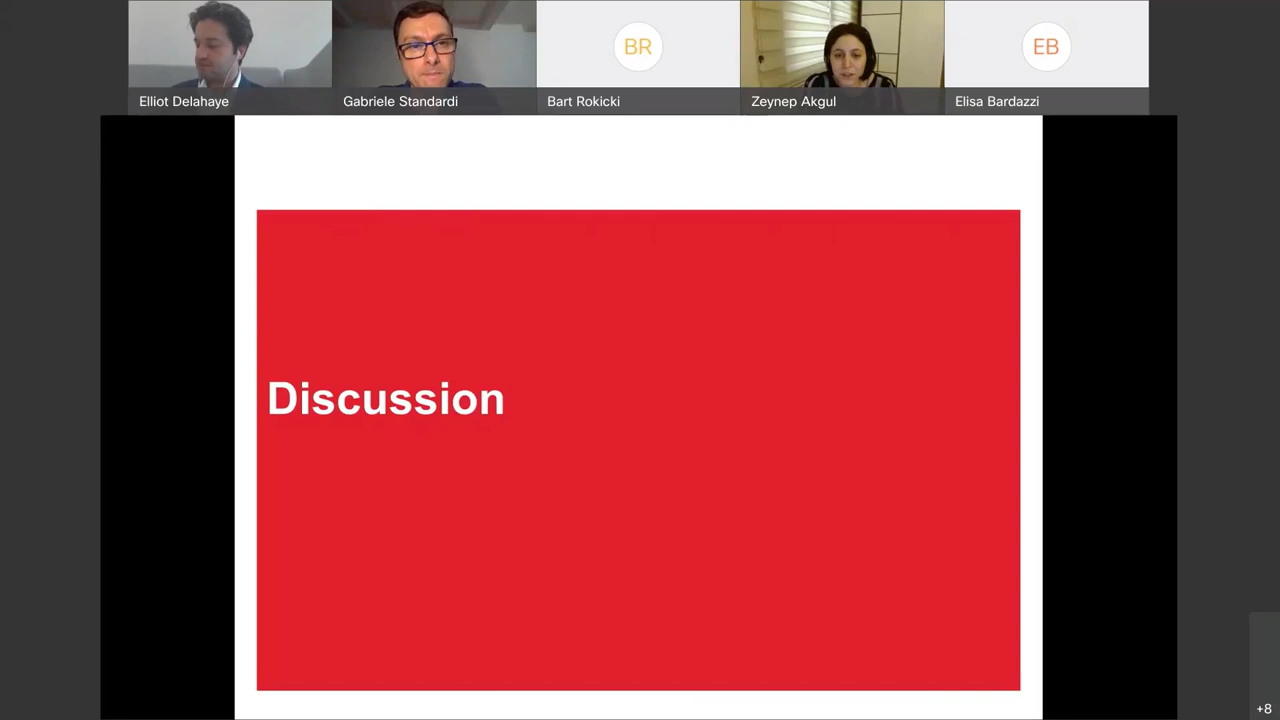 BR
EB
Elliot Delahaye
Gabriele Standardi
Bart Rokicki
Zeynep Akgul
Elisa Bardazzi
Discussion
+8